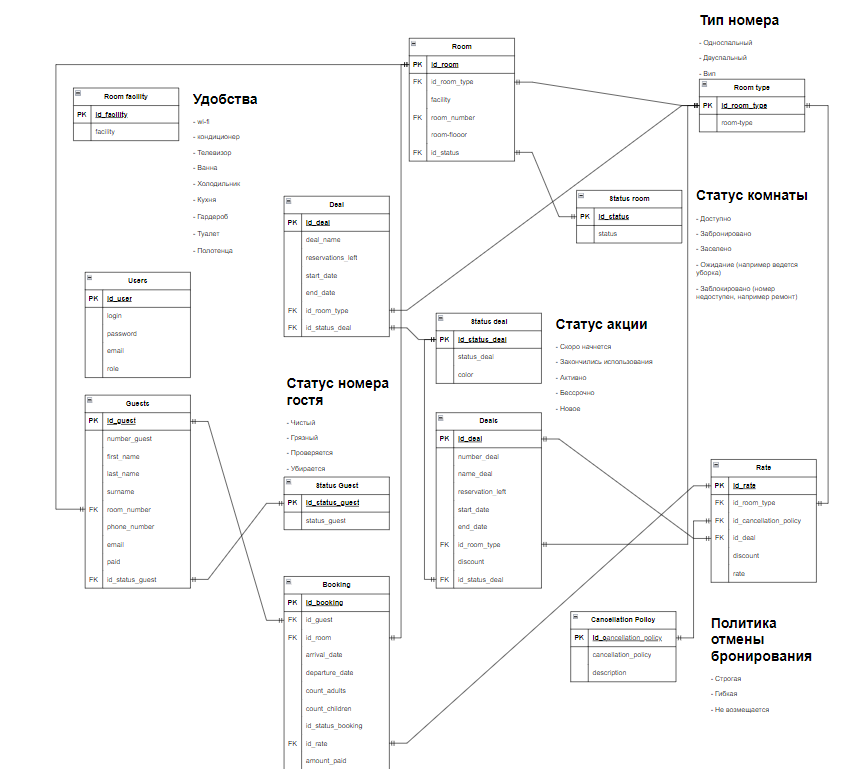 Room
PK id_room
FK id_room_type
facility
FK room_number
room-flooor
FK id_status
Тип номера
- Односпальный
- Двуспальный
- Вип
Room type
PK id_room_type
room-type
Room facility
PK id_facility
facility
Удобства
- wi-fi
- кондиционер
- Телевизор
- Ванна
- Холодильник
- Кухня
- Гардероб
- Туалет
- Полотенца
Deal
PK id_deal
deal_name
reservations_left
start_date
end_date
FK id_room_type
FK id_status_deal
Status room
PK id_status
status
Статус комнаты
- Доступно
- Забронировано
- Заселено
- Ожидание (например ведется
уборка)
- Заблокировано (номер
недоступен, например ремонт)
Users
PK id_user
login
password
email
role
Status deal
PK id_status_deal
status_deal
color
Статус акции
- Скоро начнется
- Закончились использования
- Активно
- Бессрочно
- Новое
Guests
PK id_guest
number_guest
first_name
last_name
surname
FK room_number
phone_number
email
paid
FK id_status_guest
Статус номера
гостя
- Чистый
- Грязный
- Проверяется
- Убирается
Status Guest
PK id_status_guest
status_guest
Deals
PK id_deal
number_deal
name_deal
reservation_left
start_date
end_date
FK id_room_type
discount
FK id_status_deal
Rate
PK id_rate
FK id_room_type
FK id_cancellation_policy
FK id_deal
discount
rate
Booking
PK id_booking
FK id_guest
FK id_room
arrival_date
departure_date
count_adults
count_children
id_status_booking
FK id_rate
amount_paid
Cancellation Policy
PK id_cancellation_policy
cancellation_policy
description
Политика
отмены
бронирования
- Строгая
- Гибкая
- Не возмещается